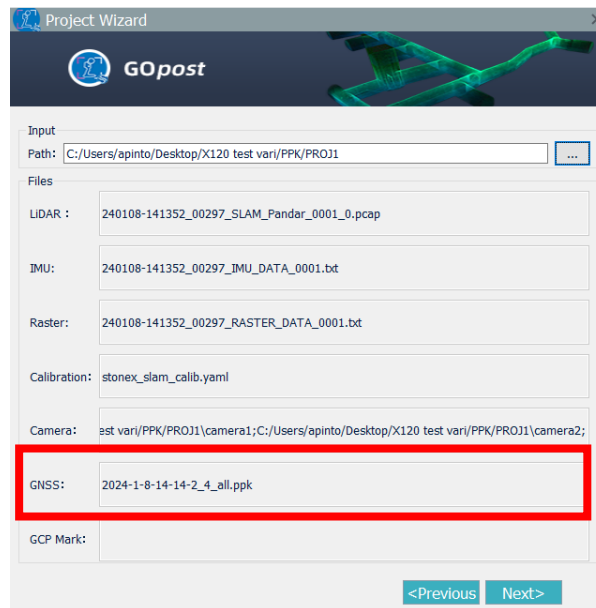 Project Wizard
GOpost
Input
Path: C:/Users/apinto/Desktop/X120 test vari/PPK/PROJ1 ...
Files
LiDAR : 240108-141352_00297_SLAM_Pandar_0001_0.pcap
IMU: 240108-141352_00297_IMU_DATA_0001.txt
Raster: 240108-141352_00297_RASTER_DATA_0001.txt
Calibration: stonex_slam_calib.yaml
Camera: est vari/PPK/PROJ1\camera1;C:/Users/apinto/Desktop/X120 test vari/PPK/PROJ1\camera2;
GNSS: 2024-1-8-14-14-2_4_all.ppk
GCP Mark:
<Previous Next>